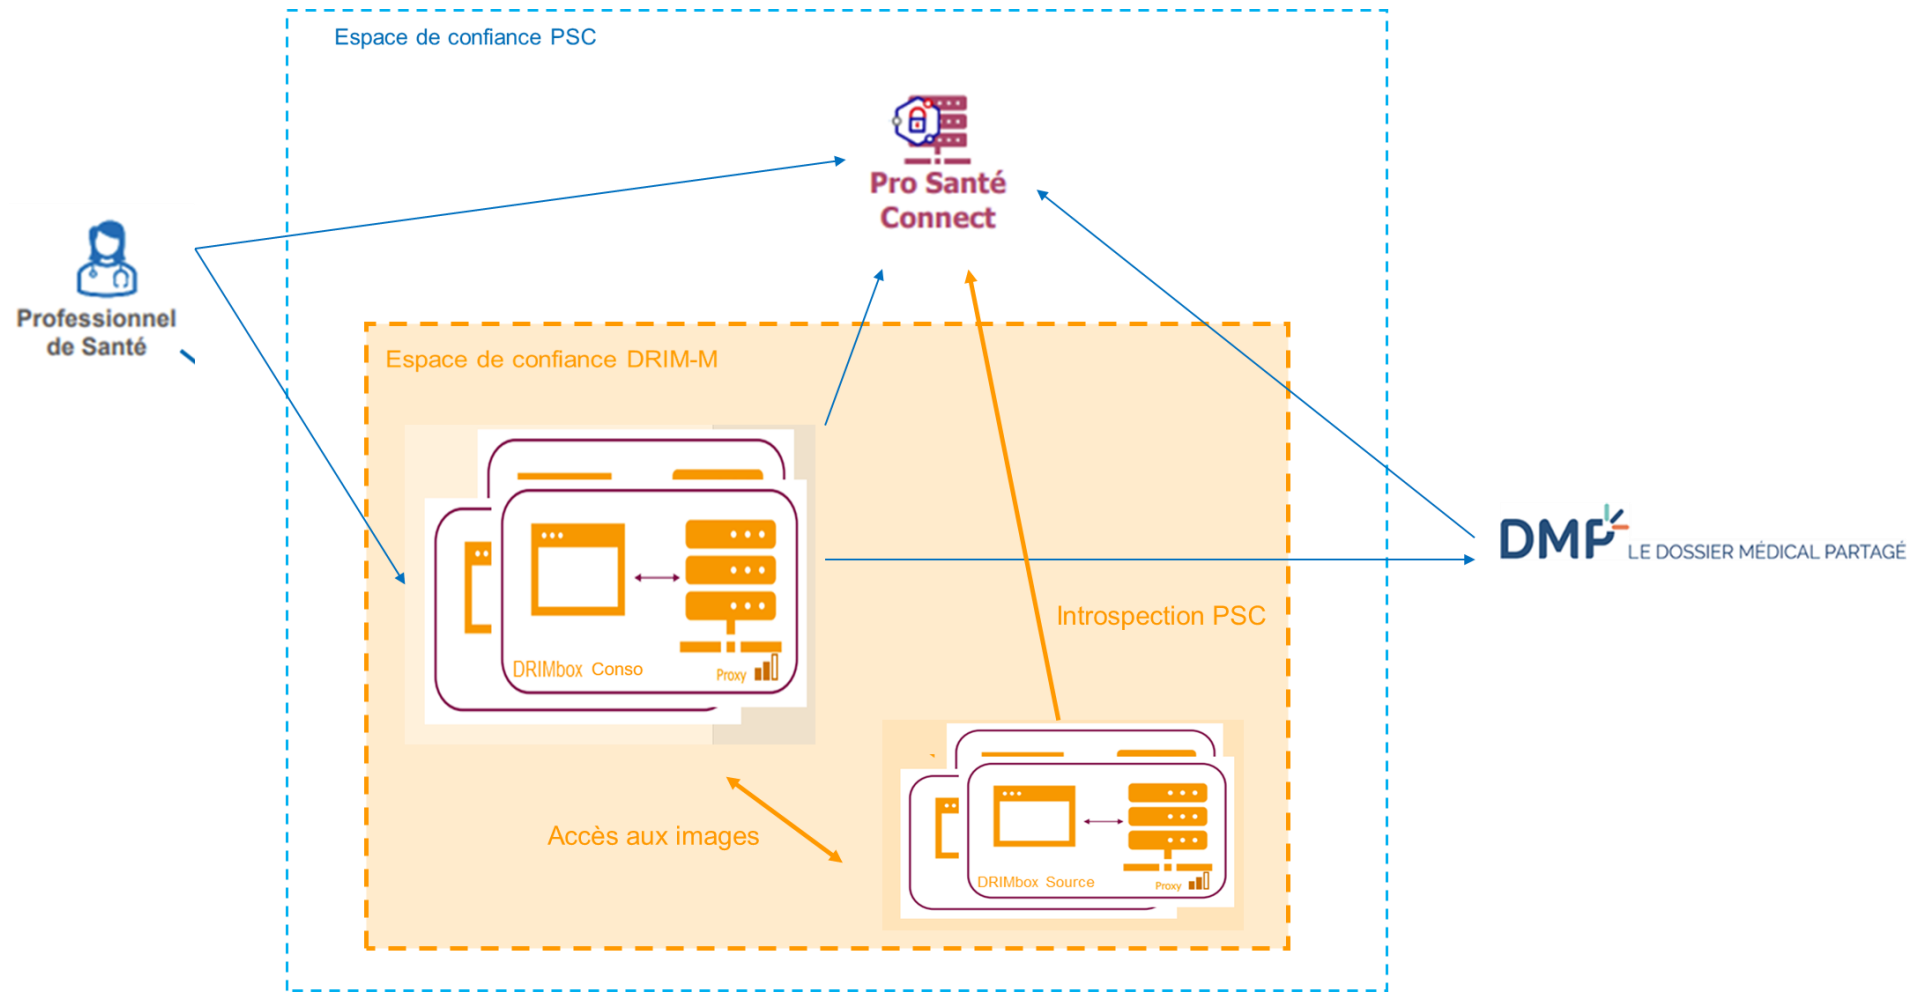 Espace de confiance PSC
Pro Santé
Connect
Professionnel
de Santé
Espace de confiance DRIM-M
DMP LE DOSSIER MÉDICAL PARTAGÉ
Introspection PSC
DRIMbox Conso
Proxy
Accès aux images
DRIMbox Source
Proxy